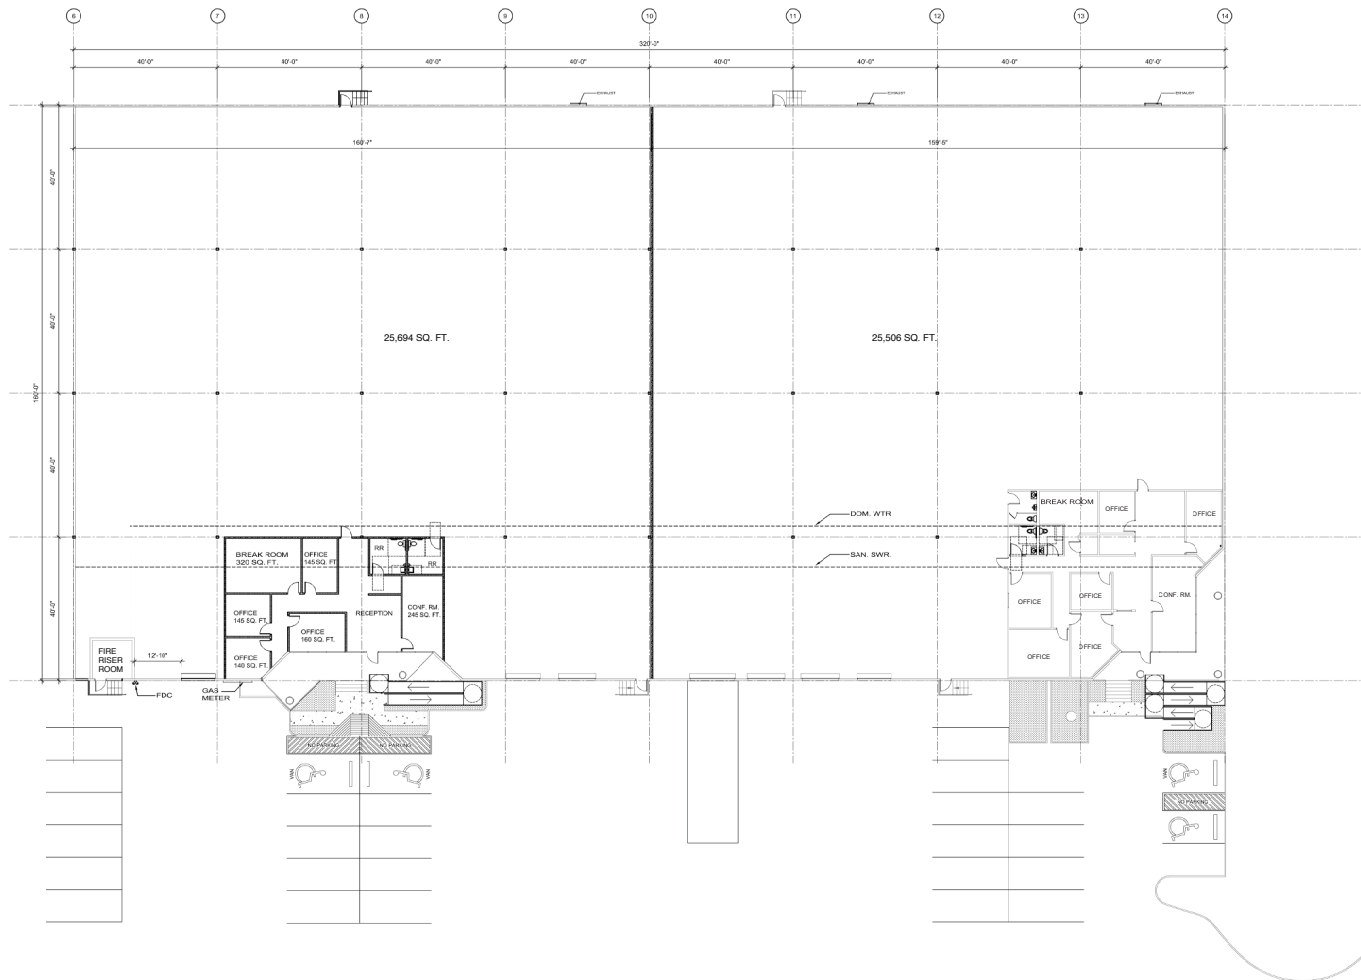 6 7 8 9 10 11 12 13 14
320'-3"
40'-0" 40'-0" 40'-0" 40'-0" 40'-0" 40'-0" 40'-0" 40'-0"
EXHAUST EXHAUST EXHAUST
160'-7" 159'-8"
40'-0"
40'-0"
160'-0"
40'-0"
40'-0"
25,694 SQ. FT. 25,506 SQ. FT.
DOM. WTR
SAN. SWR.
BREAK ROOM
320 SQ. FT.
OFFICE
145 SQ. FT
RR
RR
OFFICE
145 SQ. FT.
OFFICE
160 SQ. FT.
RECEPTION
CONF. RM.
245 SQ. FT.
OFFICE
140 SQ. FT.
FIRE
RISER
ROOM
12'-10"
FDC
GAS
METER
BREAK ROOM
OFFICE
OFFICE
OFFICE
OFFICE
CONF. RM.
OFFICE
OFFICE
NO PARKING NO PARKING
VAN VAN
VAN
NO PARKING